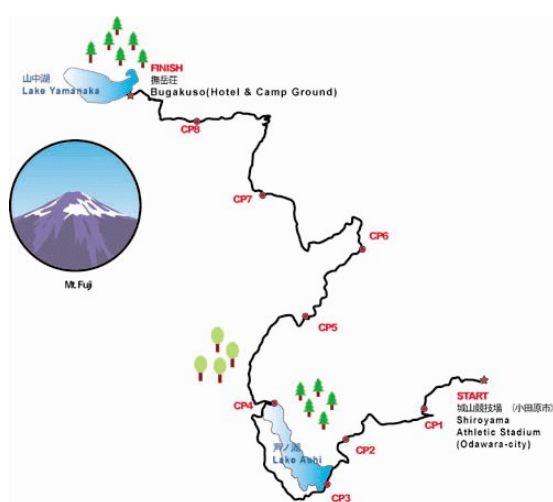 山中湖
Lake Yamanaka
FINISH
撫岳荘
Bugakuso(Hotel & Camp Ground)
CP8
CP7
CP6
Mt. Fuji
CP5
CP4
START
城山競技場 （小田原市）
Shiroyama
Athletic Stadium
(Odawara-city)
CP1
CP2
芦ノ湖
Lake Ashi
CP3